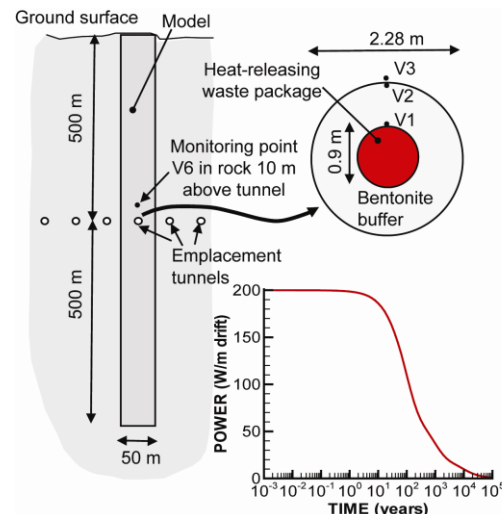 Ground surface
Model
500 m
Monitoring point
V6 in rock 10 m
above tunnel
Emplacement
tunnels
500 m
50 m
2.28 m
V3
Heat-releasing
waste package
V2
V1
0.9 m
Bentonite
buffer
POWER (W/m drift)
200
150
100
50
0
10⁻³ 10⁻² 10⁻¹ 10⁰ 10¹ 10² 10³ 10⁴ 10⁵
TIME (years)